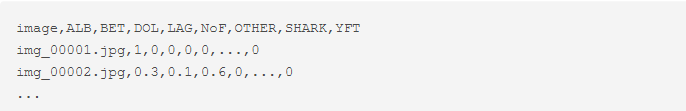 image,ALB,BET,DOL,LAG,NoF,OTHER,SHARK,YFT
img_00001.jpg,1,0,0,0,0,...,0
img_00002.jpg,0.3,0.1,0.6,0,...,0
...